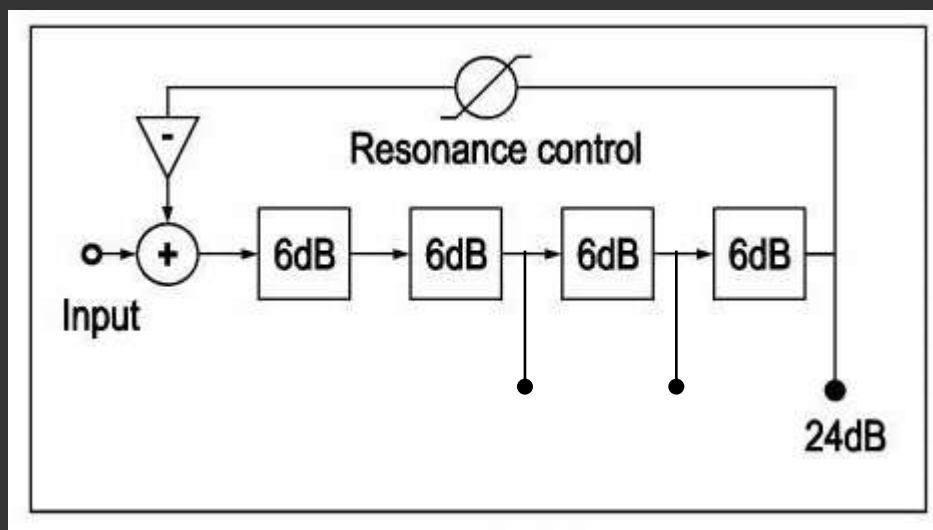 -
Resonance control
+
6dB
6dB
6dB
6dB
Input
24dB